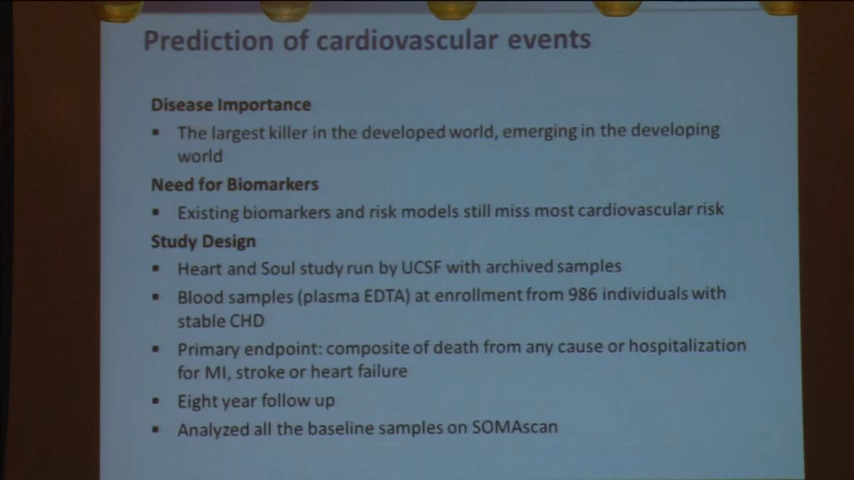 Prediction of cardiovascular events
Disease Importance
▪ The largest killer in the developed world, emerging in the developing
world
Need for Biomarkers
▪ Existing biomarkers and risk models still miss most cardiovascular risk
Study Design
▪ Heart and Soul study run by UCSF with archived samples
▪ Blood samples (plasma EDTA) at enrollment from 986 individuals with
stable CHD
▪ Primary endpoint: composite of death from any cause or hospitalization
for MI, stroke or heart failure
▪ Eight year follow up
▪ Analyzed all the baseline samples on SOMAscan